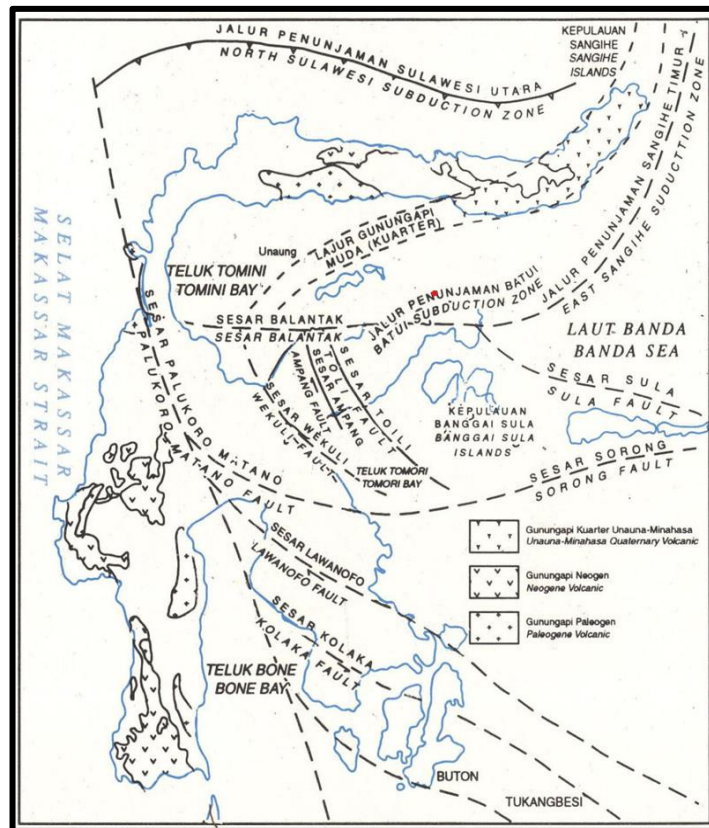 JALUR PENUNJAMAN SULAWESI UTARA
NORTH SULAWESI SUBDUCTION ZONE
KEPULAUAN
SANGIHE
SANGIHE
ISLANDS
JALUR PENUNJAMAN SANGIHE TIMUR
EAST SANGIHE SUBDUCTTION ZONE
SELAT MAKASSAR
MAKASSAR STRAIT
Unaung
LAJUR GUNUNGAPI
MUDA (KUARTER)
TELUK TOMINI
TOMINI BAY
SESAR BALANTAK
SESAR BALANTAK
JALUR PENUNJAMAN BATUI
BATUI SUBDUCTION ZONE
LAUT BANDA
BANDA SEA
SESAR PALUKORO MATANO
PALUKORO MATANO FAULT
SESAR WEKULI
WEKULI FAULT
AMPANG FAULT
SESAR AMPANG
TOILI FAULT
SESAR TOILI
TELUK TOMORI
TOMORI BAY
KEPULAUAN
BANGGAI SULA
BANGGAI SULA
ISLANDS
SESAR SULA
SULA FAULT
SESAR SORONG
SORONG FAULT
SESAR LAWANOFO
LAWANOFO FAULT
SESAR KOLAKA
KOLAKA FAULT
TELUK BONE
BONE BAY
BUTON
TUKANGBESI
Gunungapi Kuarter Unauna-Minahasa
Unauna-Minahasa Quaternary Volcanic
Gunungapi Neogen
Neogene Volcanic
Gunungapi Paleogen
Paleogene Volcanic